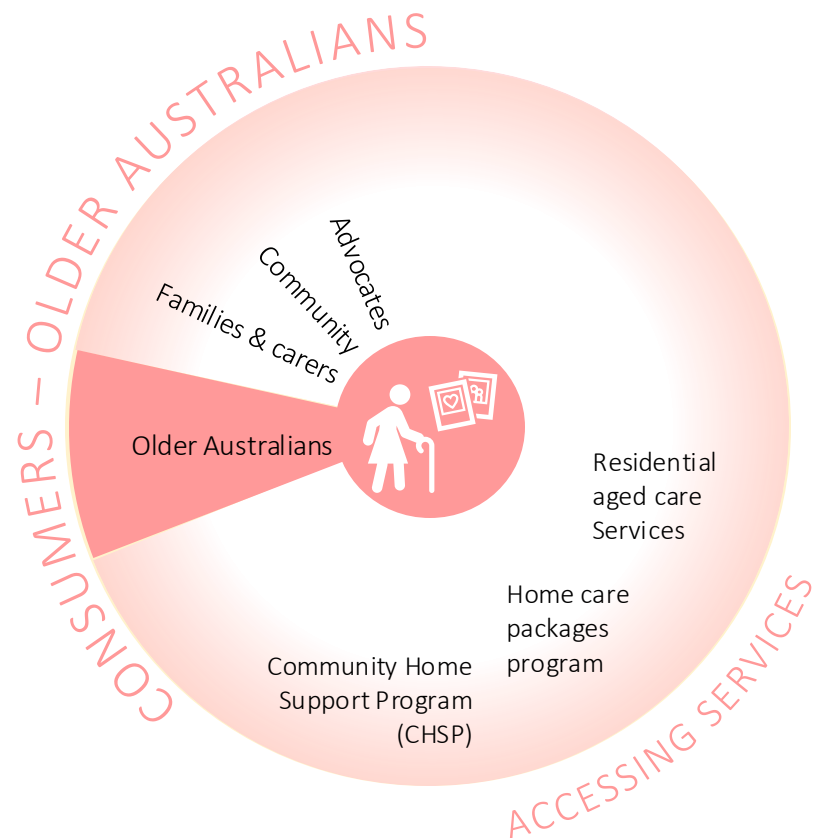 CONSUMERS – OLDER AUSTRALIANS
Advocates
Community
Families & carers
Older Australians
Residential
aged care
Services
Home care
packages
program
Community Home
Support Program
(CHSP)
ACCESSING SERVICES